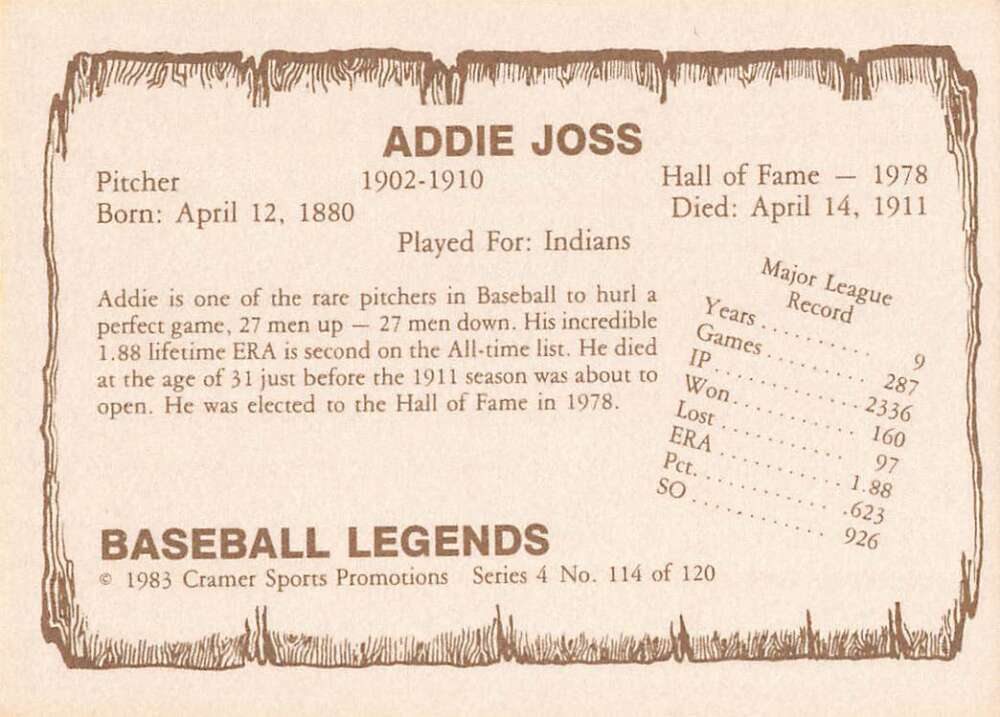 ADDIE JOSS
Pitcher 1902-1910 Hall of Fame — 1978
Born: April 12, 1880 Died: April 14, 1911
Played For: Indians
Addie is one of the rare pitchers in Baseball to hurl a
perfect game, 27 men up — 27 men down. His incredible
1.88 lifetime ERA is second on the All-time list. He died
at the age of 31 just before the 1911 season was about to
open. He was elected to the Hall of Fame in 1978.
Major League
Record
Years . . . . . . . . . . 9
Games . . . . . . . . . 287
IP . . . . . . . . . . . . 2336
Won . . . . . . . . . . 160
Lost . . . . . . . . . . 97
ERA . . . . . . . . . . 1.88
Pct. . . . . . . . . . . .623
SO . . . . . . . . . . . 926
BASEBALL LEGENDS
© 1983 Cramer Sports Promotions Series 4 No. 114 of 120